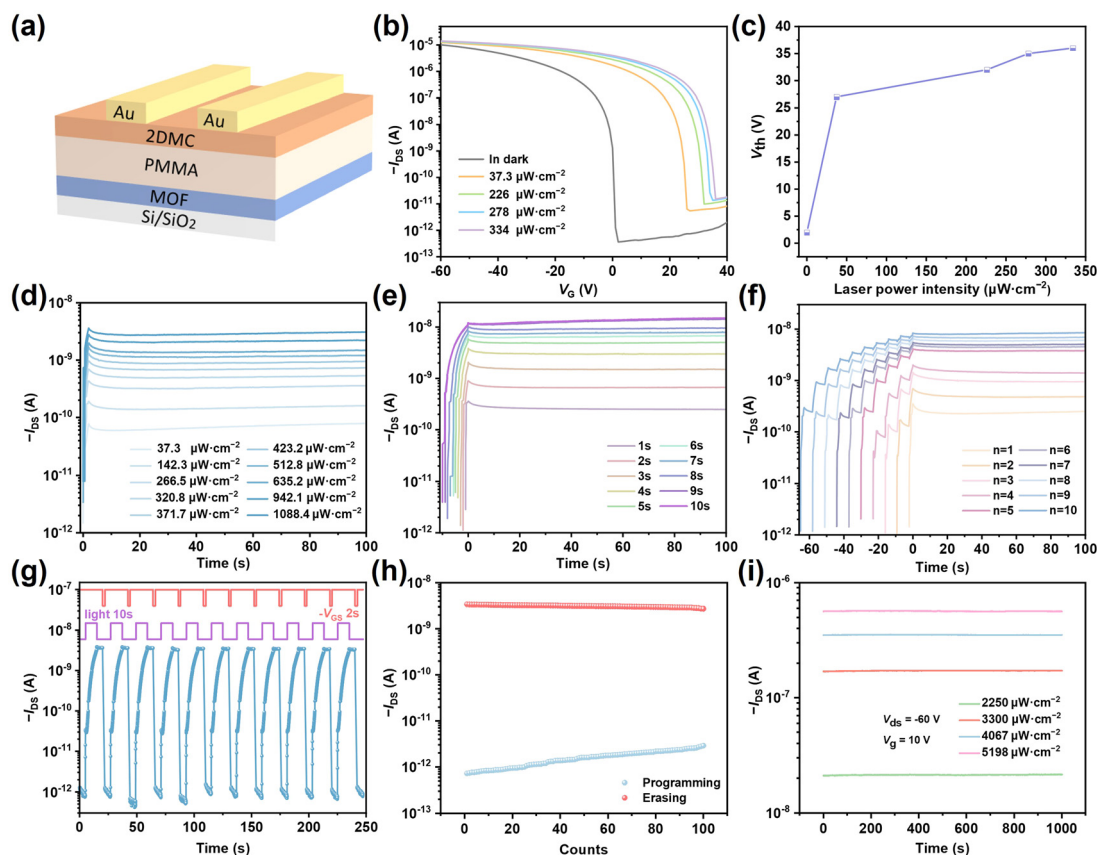 (a)
Au
Au
2DMC
PMMA
MOF
Si/SiO₂
(b)
10⁻⁴
10⁻⁵
10⁻⁶
10⁻⁷
10⁻⁸
10⁻⁹
10⁻¹⁰
10⁻¹¹
10⁻¹²
10⁻¹³
−I_DS (A)
In dark
37.3 μW·cm⁻²
226 μW·cm⁻²
278 μW·cm⁻²
334 μW·cm⁻²
-60 -40 -20 0 20 40
V_G (V)
(c)
40
35
30
25
20
15
10
5
0
V_th (V)
0 50 100 150 200 250 300 350
Laser power intensity (μW·cm⁻²)
(d)
10⁻⁸
10⁻⁹
10⁻¹⁰
10⁻¹¹
10⁻¹²
−I_DS (A)
37.3 μW·cm⁻² 423.2 μW·cm⁻²
142.3 μW·cm⁻² 512.8 μW·cm⁻²
266.5 μW·cm⁻² 635.2 μW·cm⁻²
320.8 μW·cm⁻² 942.1 μW·cm⁻²
371.7 μW·cm⁻² 1088.4 μW·cm⁻²
0 20 40 60 80 100
Time (s)
(e)
10⁻⁸
10⁻⁹
10⁻¹⁰
10⁻¹¹
10⁻¹²
−I_DS (A)
1s 6s
2s 7s
3s 8s
4s 9s
5s 10s
0 20 40 60 80 100
Time (s)
(f)
10⁻⁸
10⁻⁹
10⁻¹⁰
10⁻¹¹
10⁻¹²
−I_DS (A)
n=1 n=6
n=2 n=7
n=3 n=8
n=4 n=9
n=5 n=10
-60 -40 -20 0 20 40 60 80 100
Time (s)
(g)
10⁻⁷
10⁻⁸
10⁻⁹
10⁻¹⁰
10⁻¹¹
10⁻¹²
−I_DS (A)
light 10s
-V_GS 2s
0 50 100 150 200 250
Time (s)
(h)
10⁻⁸
10⁻⁹
10⁻¹⁰
10⁻¹¹
10⁻¹²
10⁻¹³
−I_DS (A)
Programming
Erasing
0 20 40 60 80 100
Counts
(i)
10⁻⁶
10⁻⁷
10⁻⁸
−I_DS (A)
V_ds = -60 V
V_g = 10 V
2250 μW·cm⁻²
3300 μW·cm⁻²
4067 μW·cm⁻²
5198 μW·cm⁻²
0 200 400 600 800 1000
Time (s)